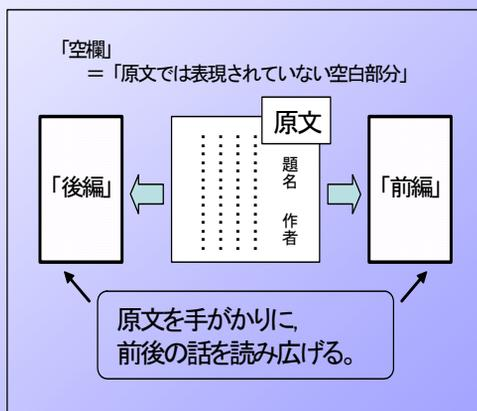 「空欄」
＝「原文では表現されていない空白部分」
原文
題名　作者
「前編」
「後編」
原文を手がかりに,
前後の話を読み広げる。